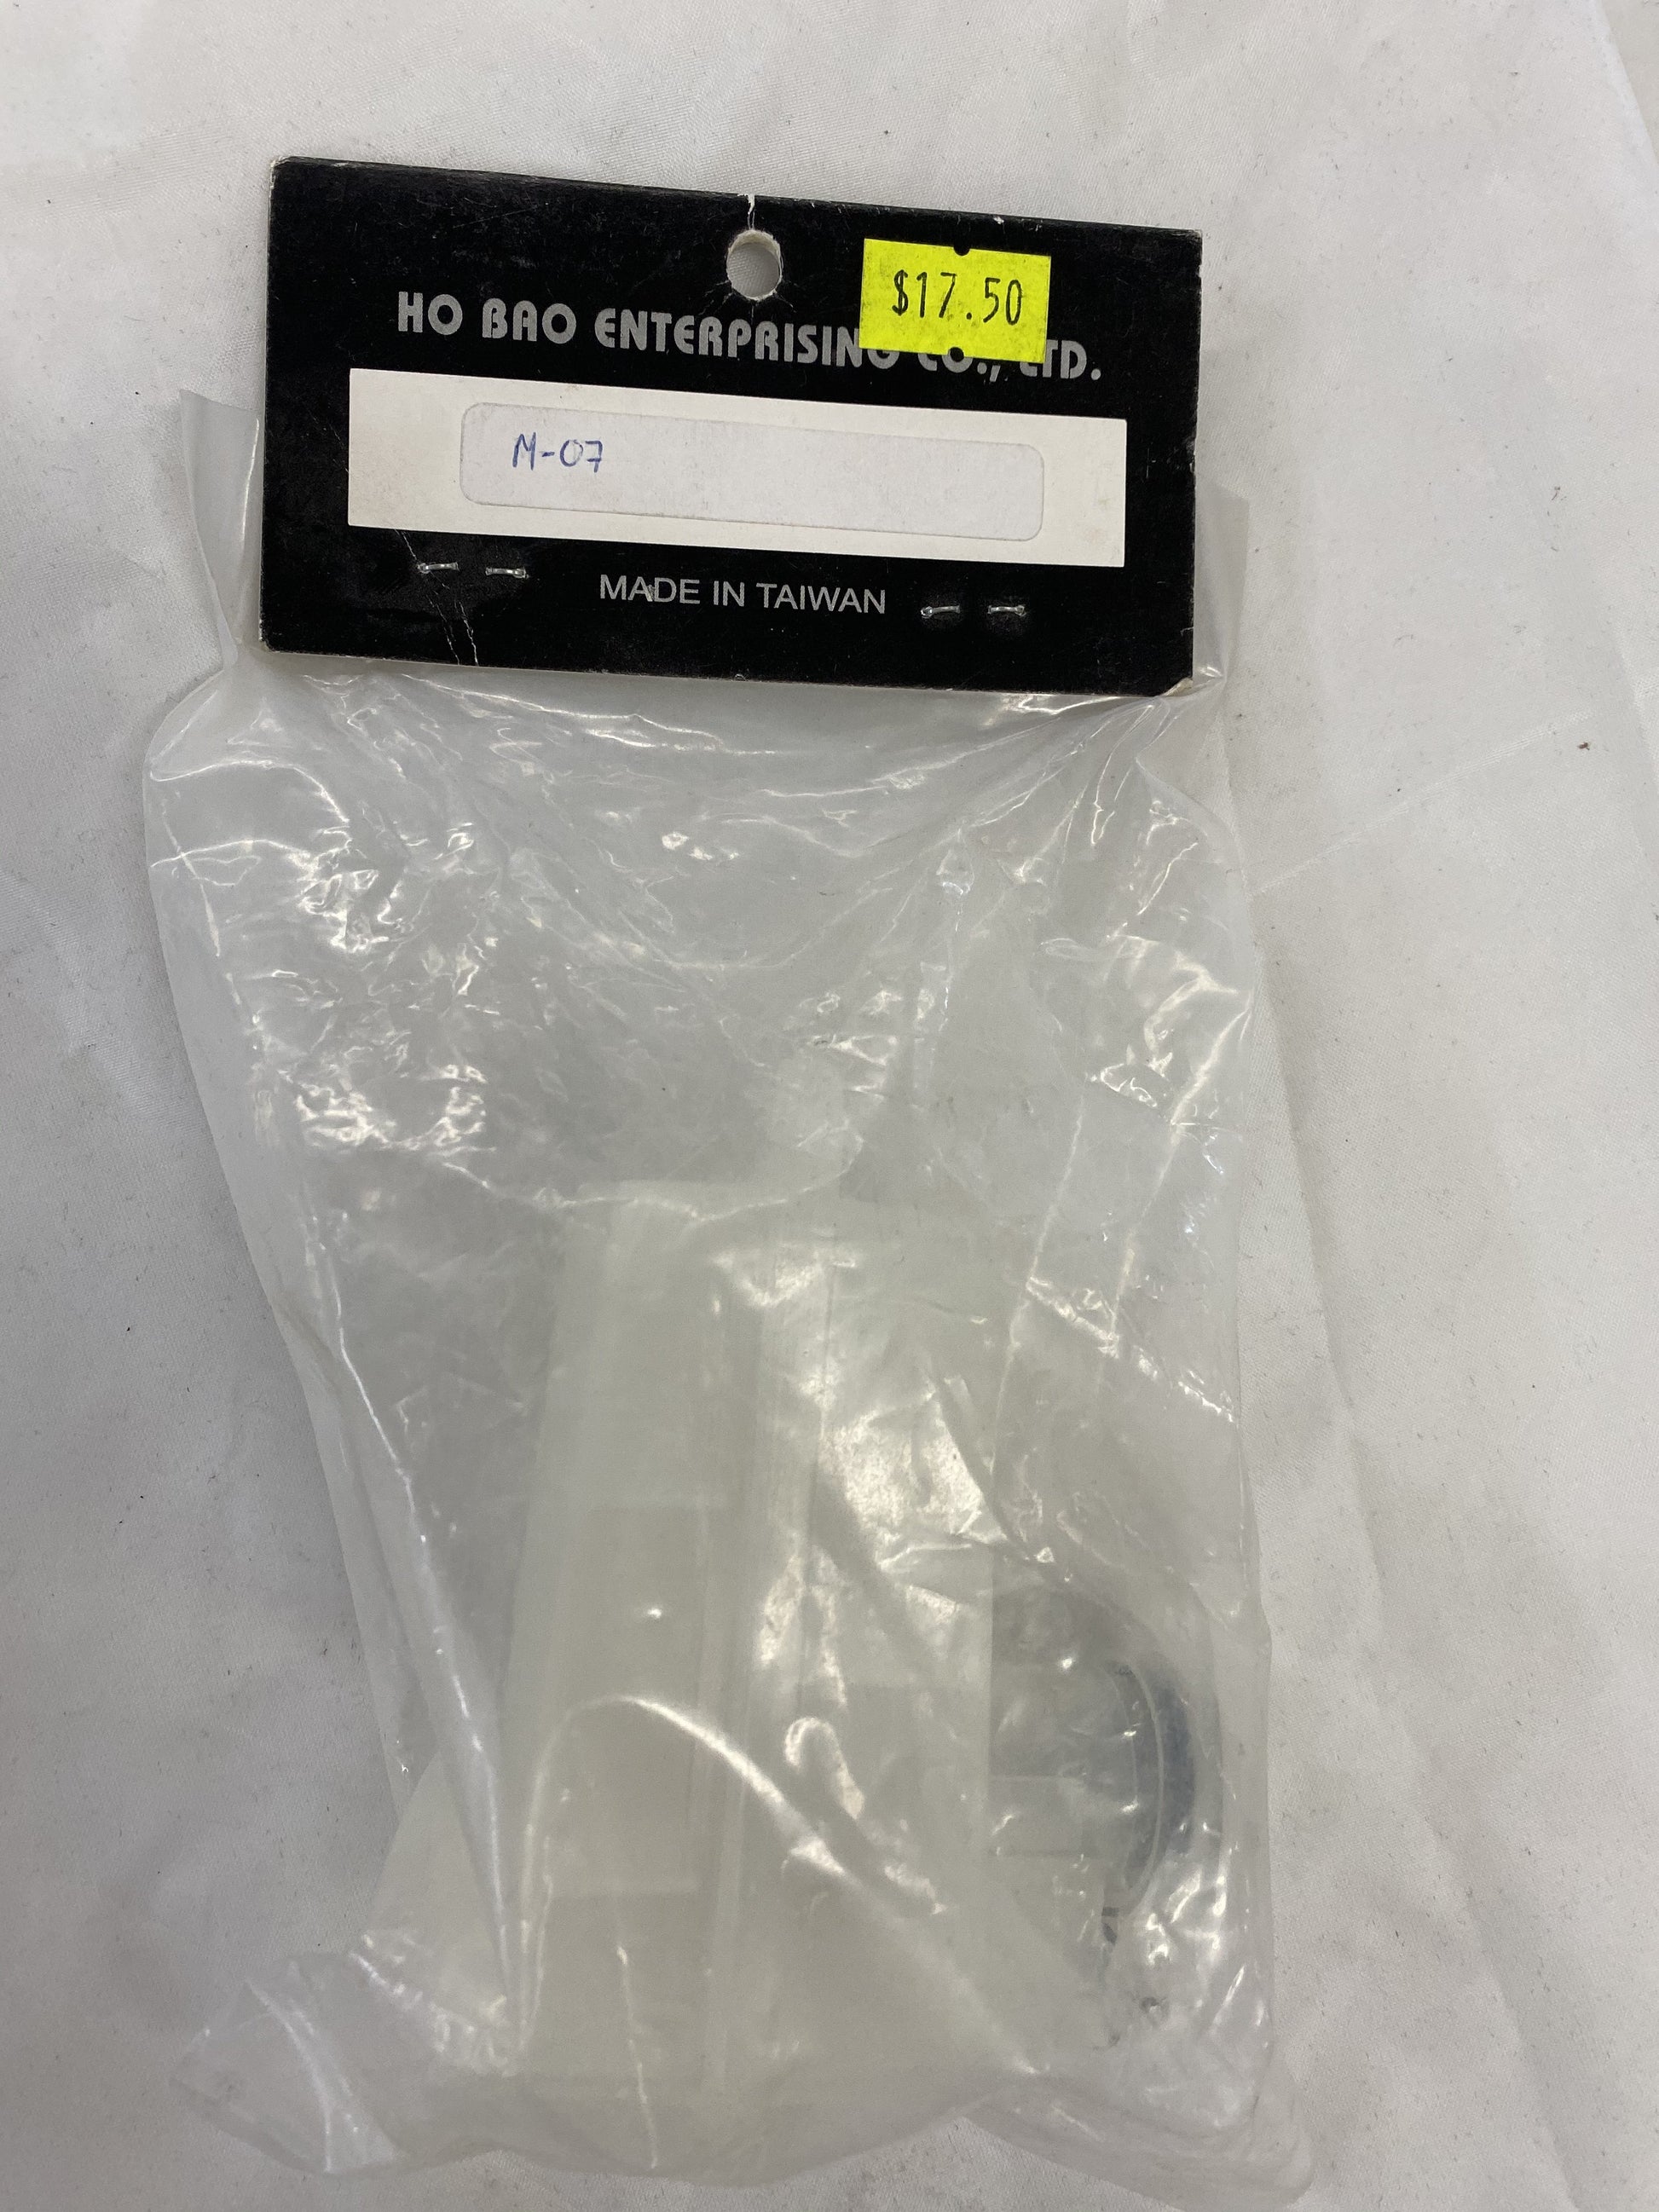 $17.50
HO BAO ENTERPRISING CO., LTD.
M-07
MADE IN TAIWAN